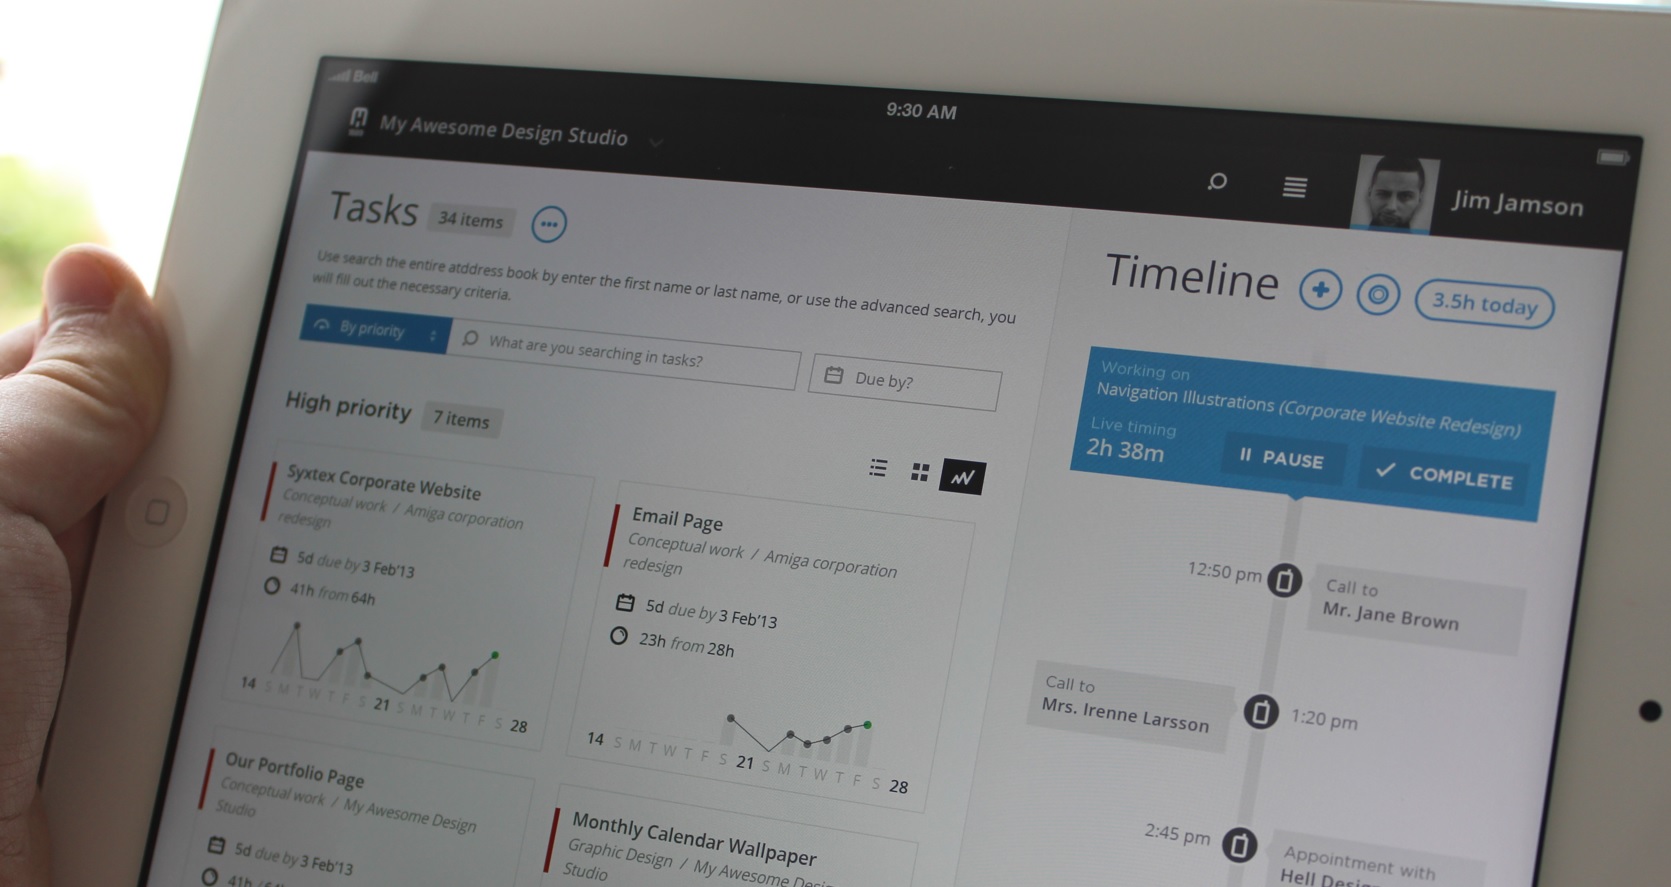 Bell
9:30 AM
My Awesome Design Studio
Jim Jamson
Tasks 34 items
Use search the entire atddress book by enter the first name or last name, or use the advanced search, you
will fill out the necessary criteria.
By priority What are you searching in tasks? Due by?
High priority 7 items
Syxtex Corporate Website
Conceptual work / Amiga corporation
redesign
5d due by 3 Feb'13
41h from 64h
14 S M T W T F S 21 S M T W T F S 28
Email Page
Conceptual work / Amiga corporation
redesign
5d due by 3 Feb'13
23h from 28h
14 S M T W T F S 21 S M T W T F S 28
Our Portfolio Page
Conceptual work / My Awesome Design
Studio
5d due by 3 Feb'13
41h
Monthly Calendar Wallpaper
Graphic Design / My Awesome Desi
Studio
Timeline 3.5h today
Working on
Navigation Illustrations (Corporate Website Redesign)
Live timing
2h 38m PAUSE COMPLETE
12:50 pm
Call to
Mr. Jane Brown
Call to
Mrs. Irenne Larsson
1:20 pm
2:45 pm
Appointment with
Hell Desi